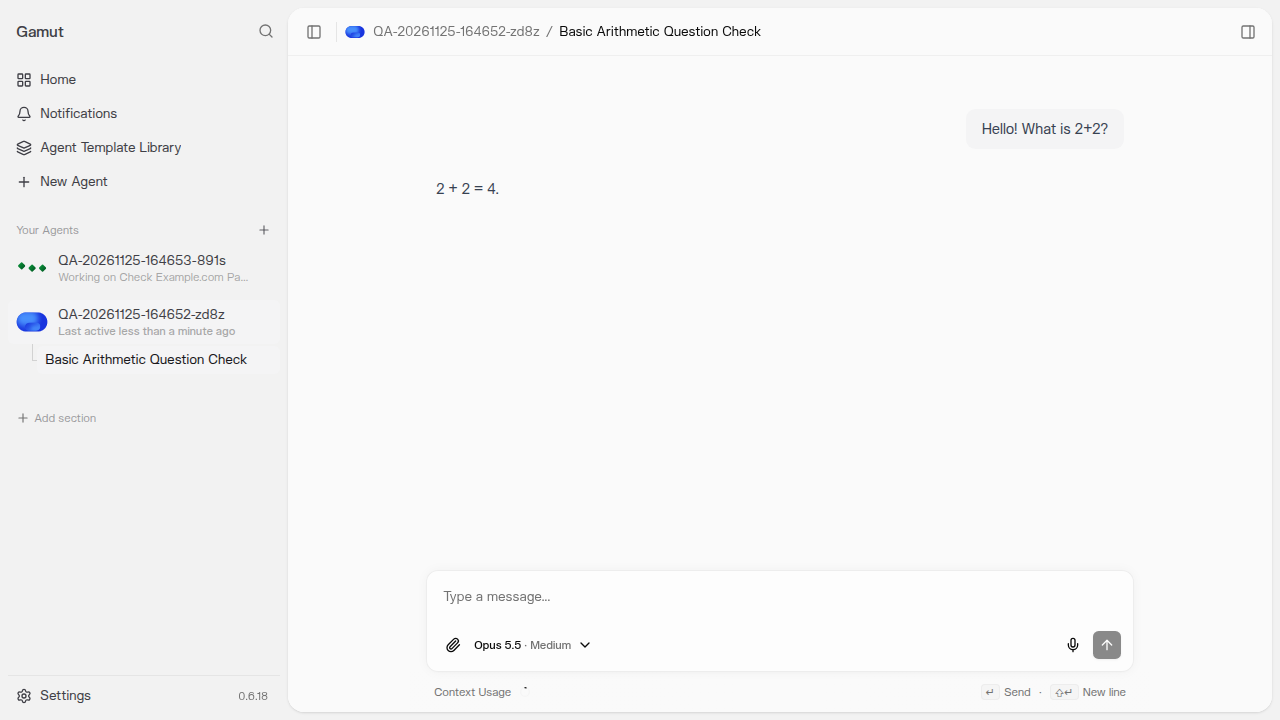 Gamut
Home
Notifications
Agent Template Library
New Agent
Your Agents
QA-20261125-164653-891s
Working on Check Example.com Pa...
QA-20261125-164652-zd8z
Last active less than a minute ago
Basic Arithmetic Question Check
Add section
Settings
0.6.18
QA-20261125-164652-zd8z / Basic Arithmetic Question Check
Hello! What is 2+2?
2 + 2 = 4.
Type a message...
Opus 5.5 · Medium
Context Usage
Send · New line